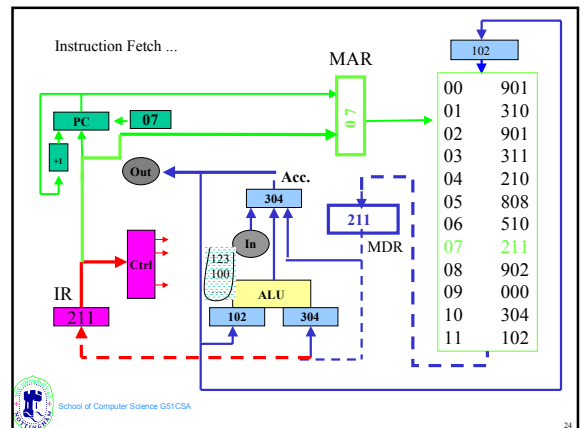 Instruction Fetch ...
MAR
102
PC
07
07
+1
Out
Acc.
304
In
123
100
Ctrl
ALU
102
304
IR
211
211
MDR
00 901
01 310
02 901
03 311
04 210
05 808
06 510
07 211
08 902
09 000
10 304
11 102
NOTTINGHAM
School of Computer Science G51CSA
24